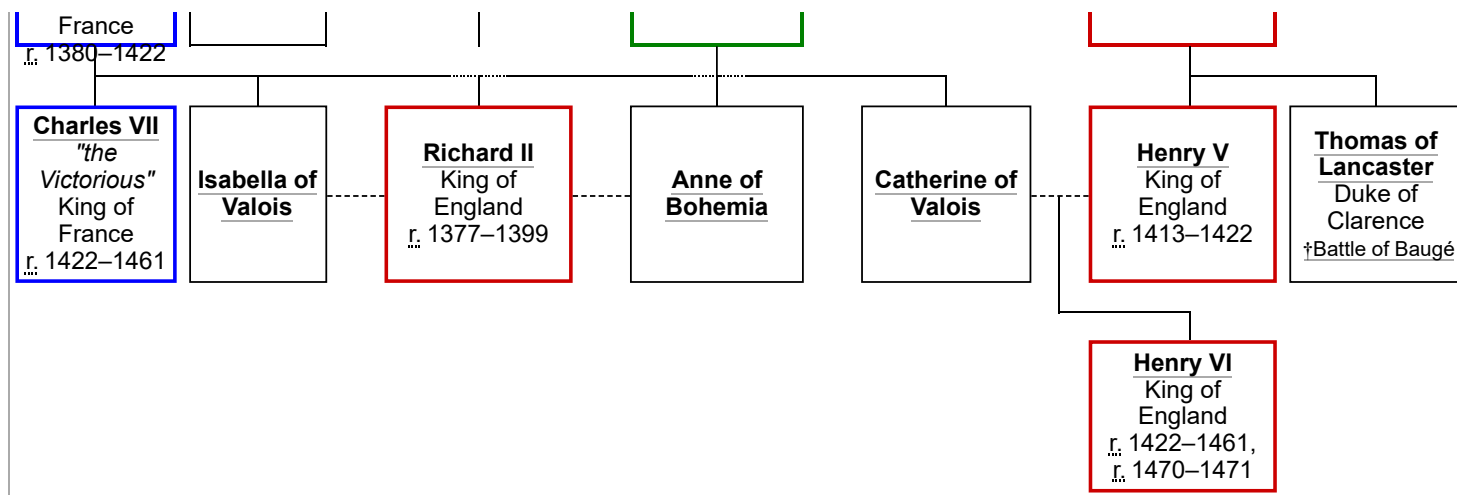 France
r. 1380–1422
Charles VII
"the
Victorious"
King of
France
r. 1422–1461
Isabella of
Valois
Richard II
King of
England
r. 1377–1399
Anne of
Bohemia
Catherine of
Valois
Henry V
King of
England
r. 1413–1422
Thomas of
Lancaster
Duke of
Clarence
†Battle of Baugé
Henry VI
King of
England
r. 1422–1461,
r. 1470–1471